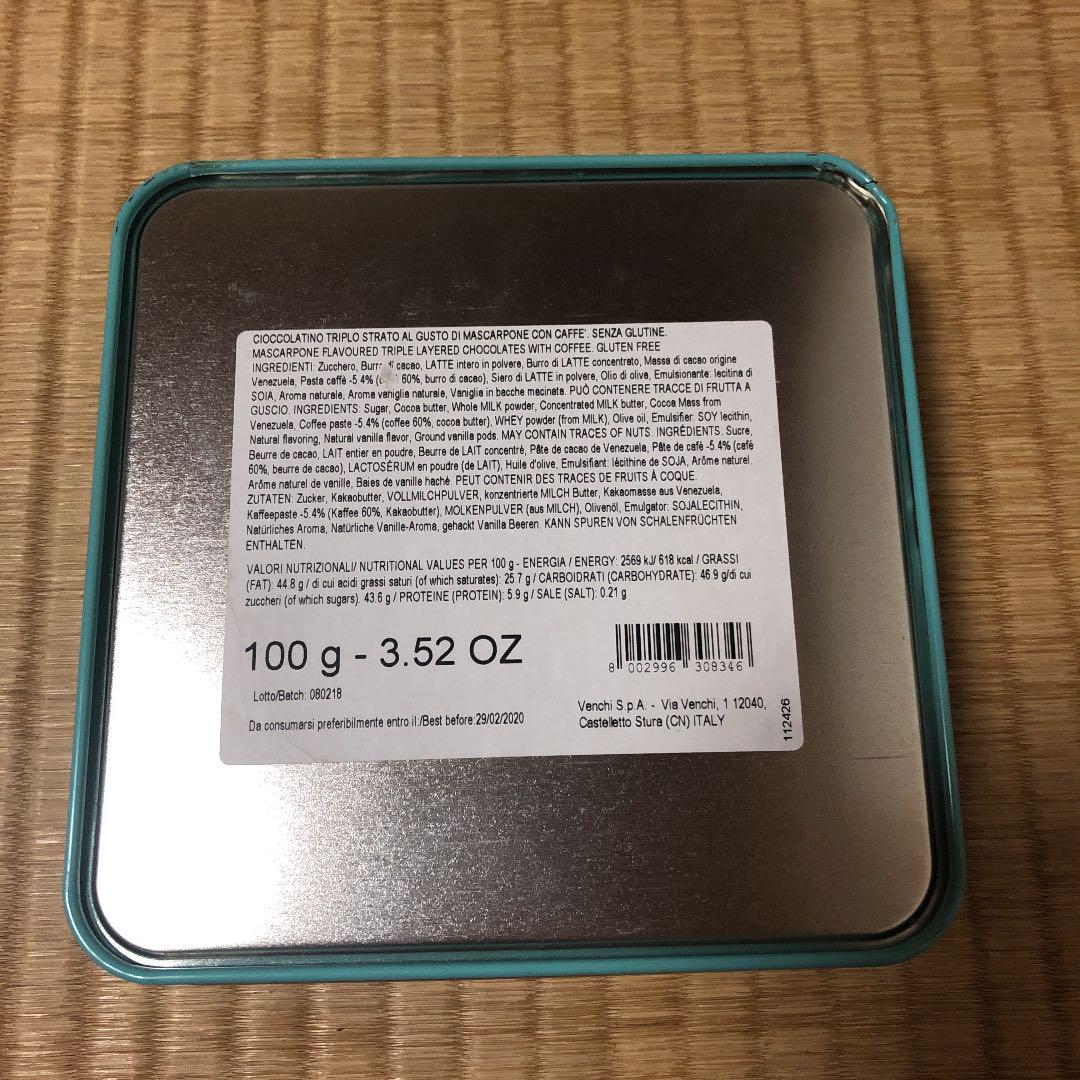 CIOCCOLATINO TRIPLO STRATO AL GUSTO DI MASCARPONE CON CAFFE'. SENZA GLUTINE.
MASCARPONE FLAVOURED TRIPLE LAYERED CHOCOLATES WITH COFFEE. GLUTEN FREE
INGREDIENTI: Zucchero, Burro di cacao, LATTE intero in polvere, Burro di LATTE concentrato, Massa di cacao origine
Venezuela, Pasta caffè -5.4% 60%, burro di cacao), Siero di LATTE in polvere, Olio di oliva, Emulsionante: lecitina di
SOIA, Aroma naturale, Aroma vaniglia naturale, Vaniglia in bacche macinata. PUÒ CONTENERE TRACCE DI FRUTTA A
GUSCIO. INGREDIENTS: Sugar, Cocoa butter, Whole MILK powder, Concentrated MILK butter, Cocoa Mass from
Venezuela, Coffee paste -5.4% (coffee 60%, cocoa butter), WHEY powder (from MILK), Olive oil, Emulsifier: SOY lecithin,
Natural flavoring, Natural vanilla flavor, Ground vanilla pods. MAY CONTAIN TRACES OF NUTS. INGRÉDIENTS: Sucre,
Beurre de cacao, LAIT entier en poudre, Beurre de LAIT concentrè, Pâte de cacao de Venezuela, Pâte de cafè -5.4% (cafè
60%, beurre de cacao), LACTOSÉRUM en poudre (de LAIT), Huile d'olive, Emulsifiant: lècithine de SOJA, Arôme naturel,
Arôme naturel de vanille, Baies de vanille haché. PEUT CONTENIR DES TRACES DE FRUITS À COQUE.
ZUTATEN: Zucker, Kakaobutter, VOLLMILCHPULVER, konzentrierte MILCH Butter, Kakaomasse aus Venezuela,
Kaffeepaste -5.4% (Kaffee 60%, Kakaobutter), MOLKENPULVER (aus MILCH), Olivenöl, Emulgator: SOJALECITHIN,
Natürliches Aroma, Natürliche Vanille-Aroma, gehackt Vanilla Beeren. KANN SPUREN VON SCHALENFRÜCHTEN
ENTHALTEN.
VALORI NUTRIZIONALI/ NUTRITIONAL VALUES PER 100 g - ENERGIA / ENERGY: 2569 kJ/ 618 kcal / GRASSI
(FAT): 44.8 g / di cui acidi grassi saturi (of which saturates): 25.7 g / CARBOIDRATI (CARBOHYDRATE): 46.9 g/di cui
zuccheri (of which sugars). 43.6 g / PROTEINE (PROTEIN): 5.9 g / SALE (SALT): 0.21 g
100 g - 3.52 OZ
8 002996 308346
Lotto/Batch: 080218
Da consumarsi preferibilmente entro il:/Best before:29/02/2020
Venchi S.p.A. - Via Venchi, 1 12040,
Castelletto Stura (CN) ITALY
112426